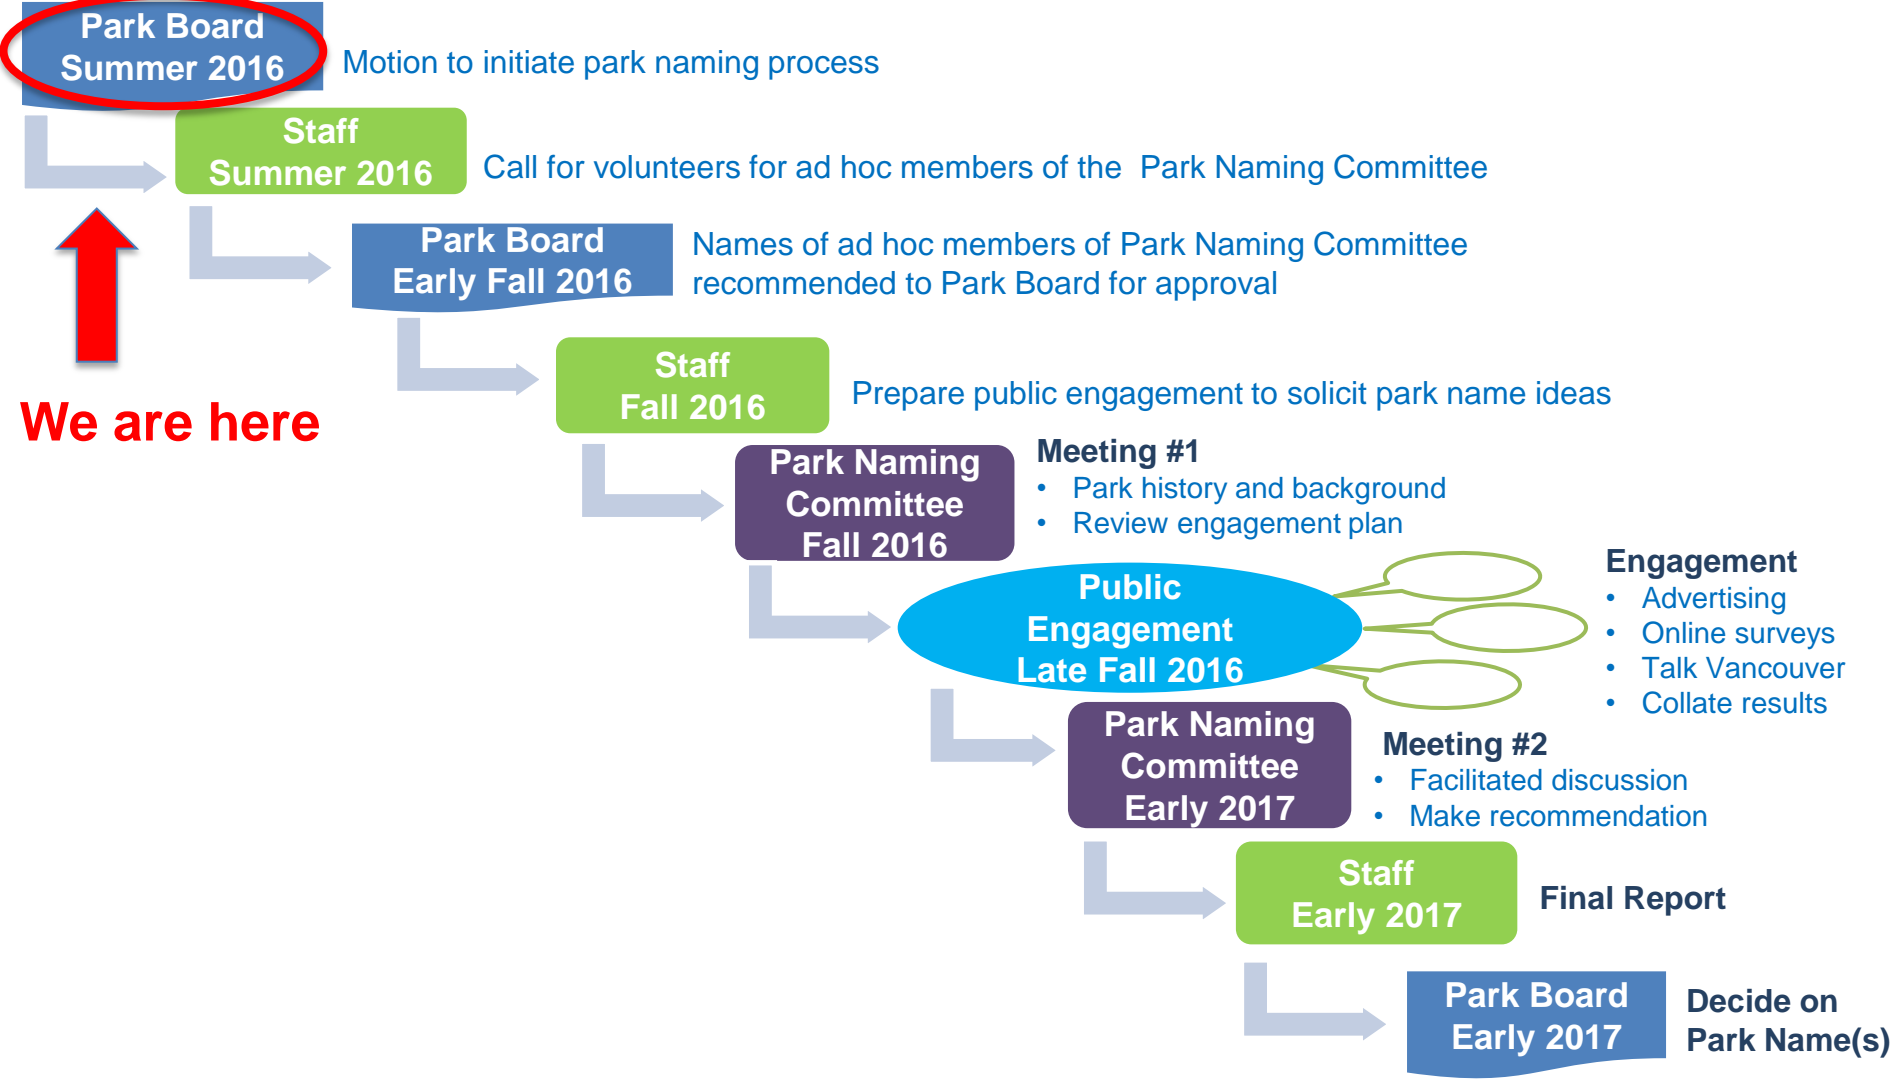 Park Board
Summer 2016
Motion to initiate park naming process
Staff
Summer 2016
Call for volunteers for ad hoc members of the  Park Naming Committee
Park Board
Early Fall 2016
Names of ad hoc members of Park Naming Committee
recommended to Park Board for approval
We are here
Staff
Fall 2016
Prepare public engagement to solicit park name ideas
Park Naming
Committee
Fall 2016
Meeting #1
• Park history and background
• Review engagement plan
Public
Engagement
Late Fall 2016
Engagement
• Advertising
• Online surveys
• Talk Vancouver
• Collate results
Park Naming
Committee
Early 2017
Meeting #2
• Facilitated discussion
• Make recommendation
Staff
Early 2017
Final Report
Park Board
Early 2017
Decide on
Park Name(s)